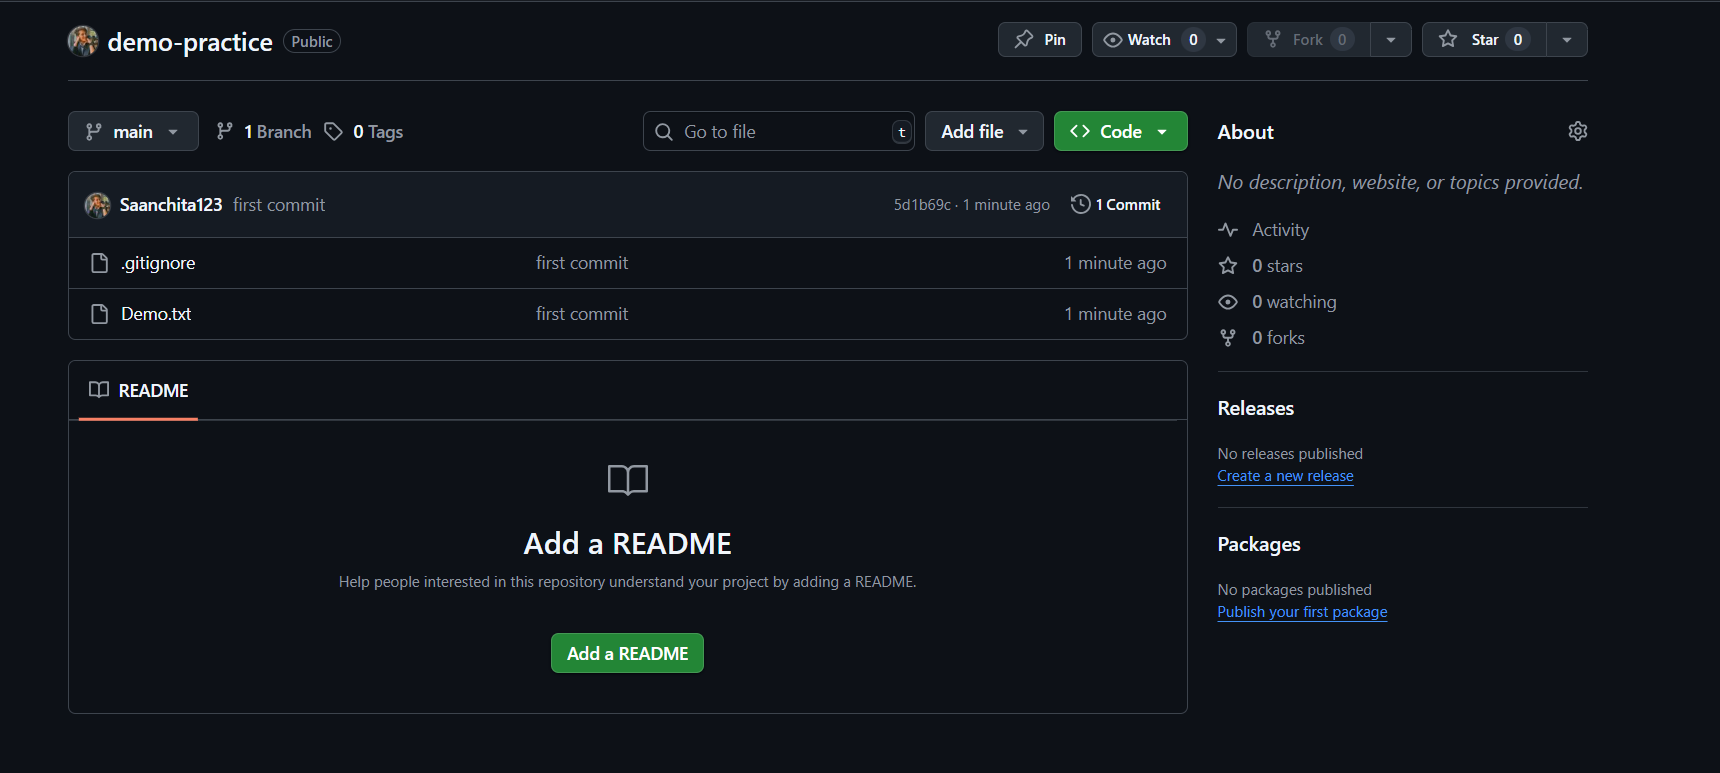 demo-practice Public Pin Watch 0 Fork 0 Star 0
main 1 Branch 0 Tags Go to file t Add file Code
Saanchita123 first commit 5d1b69c · 1 minute ago 1 Commit
.gitignore first commit 1 minute ago
Demo.txt first commit 1 minute ago
README
Add a README
Help people interested in this repository understand your project by adding a README.
Add a README
About
No description, website, or topics provided.
Activity
0 stars
0 watching
0 forks
Releases
No releases published
Create a new release
Packages
No packages published
Publish your first package